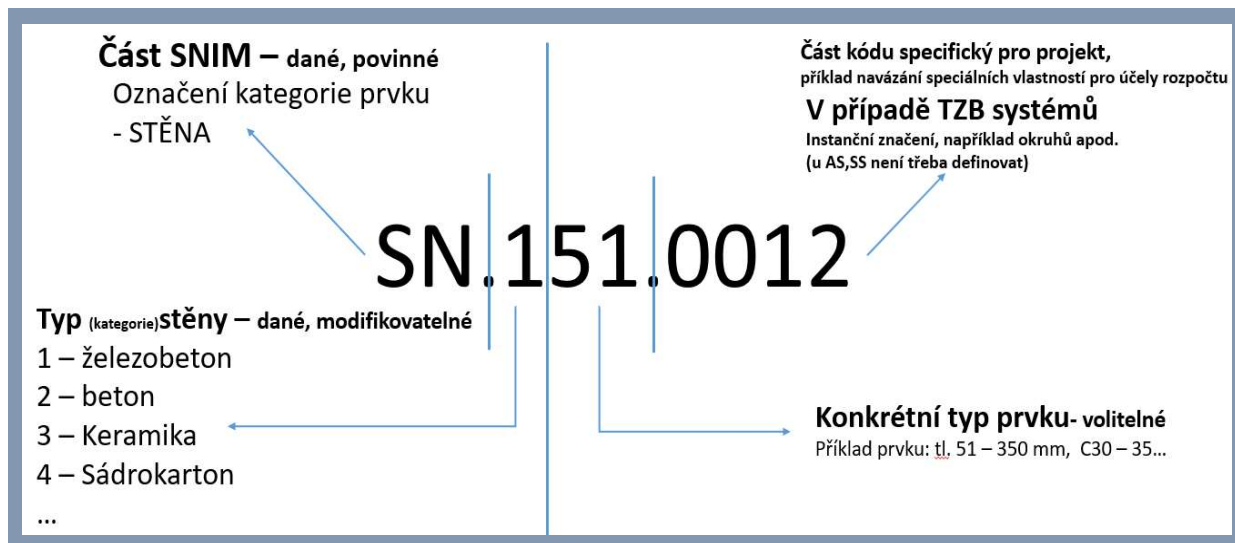 Část SNIM – dané, povinné
Označení kategorie prvku
- STĚNA
Část kódu specifický pro projekt,
příklad navázání speciálních vlastností pro účely rozpočtu
V případě TZB systémů
Instanční značení, například okruhů apod.
(u AS,SS není třeba definovat)
SN.151.0012
Typ (kategorie)stěny – dané, modifikovatelné
1 – železobeton
2 – beton
3 – Keramika
4 – Sádrokarton
...
Konkrétní typ prvku- volitelné
Příklad prvku: tl. 51 – 350 mm, C30 – 35...